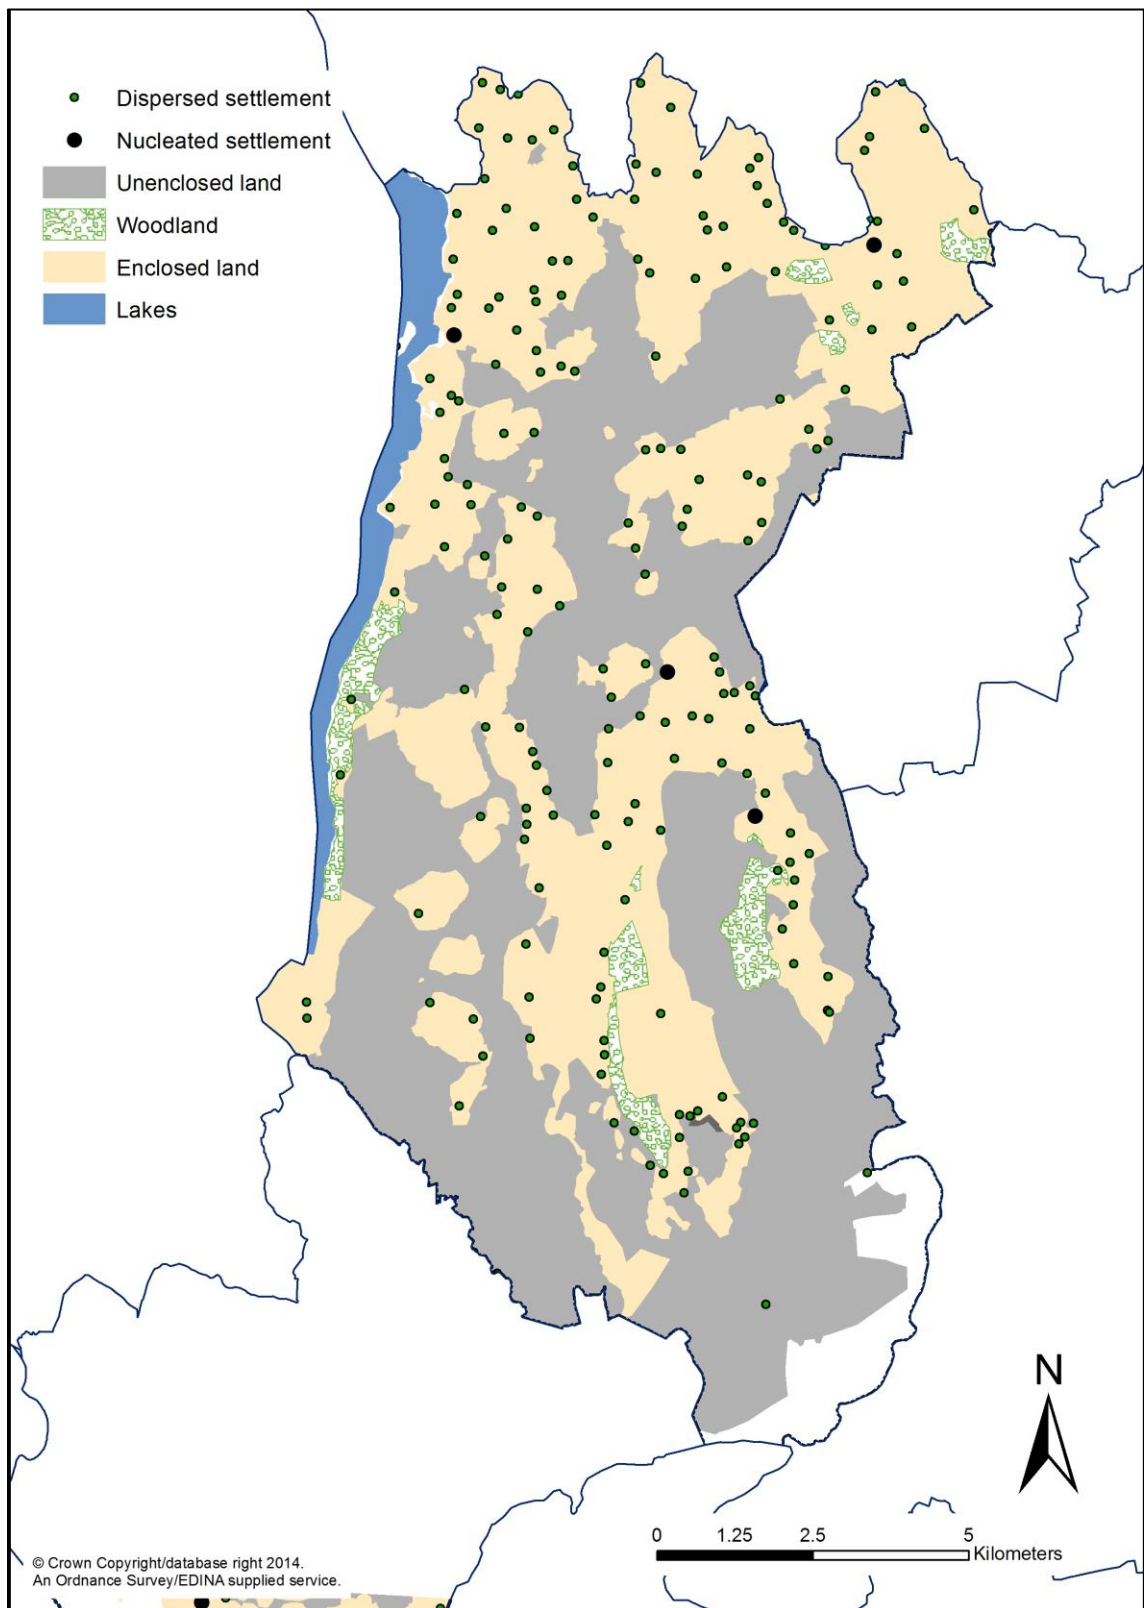 Dispersed settlement
Nucleated settlement
Unenclosed land
Woodland
Enclosed land
Lakes
N
0 1.25 2.5 5
Kilometers
© Crown Copyright/database right 2014.
An Ordnance Survey/EDINA supplied service.